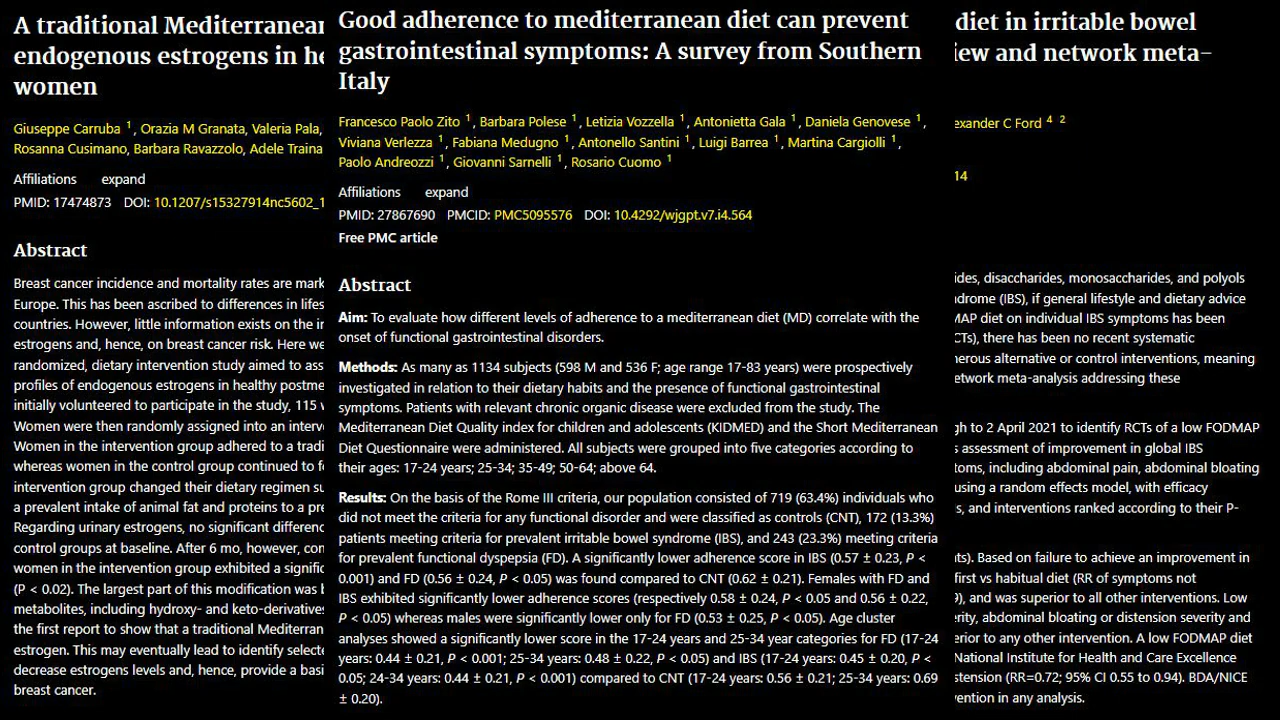 A traditional Mediterranean
endogenous estrogens in he
women
Giuseppe Carruba 1, Orazia M Granata, Valeria Pala,
Rosanna Cusimano, Barbara Ravazzolo, Adele Traina
Affiliations expand
PMID: 17474873 DOI: 10.1207/s15327914nc5602_1
Abstract
Breast cancer incidence and mortality rates are mark
Europe. This has been ascribed to differences in lifes
countries. However, little information exists on the in
estrogens and, hence, on breast cancer risk. Here we
randomized, dietary intervention study aimed to ass
profiles of endogenous estrogens in healthy postme
initially volunteered to participate in the study, 115 w
Women were then randomly assigned into an interv
Women in the intervention group adhered to a tradi
whereas women in the control group continued to fo
intervention group changed their dietary regimen su
a prevalent intake of animal fat and proteins to a pre
Regarding urinary estrogens, no significant differenc
control groups at baseline. After 6 mo, however, con
women in the intervention group exhibited a signific
(P < 0.02). The largest part of this modification was b
metabolites, including hydroxy- and keto-derivatives
the first report to show that a traditional Mediterran
estrogen. This may eventually lead to identify selecte
decrease estrogens levels and, hence, provide a basi
breast cancer.
Good adherence to mediterranean diet can prevent
gastrointestinal symptoms: A survey from Southern
Italy
Francesco Paolo Zito 1, Barbara Polese 1, Letizia Vozzella 1, Antonietta Gala 1, Daniela Genovese 1,
Viviana Verlezza 1, Fabiana Medugno 1, Antonello Santini 1, Luigi Barrea 1, Martina Cargiolli 1,
Paolo Andreozzi 1, Giovanni Sarnelli 1, Rosario Cuomo 1
Affiliations expand
PMID: 27867690 PMCID: PMC5095576 DOI: 10.4292/wjgpt.v7.i4.564
Free PMC article
Abstract
Aim: To evaluate how different levels of adherence to a mediterranean diet (MD) correlate with the
onset of functional gastrointestinal disorders.
Methods: As many as 1134 subjects (598 M and 536 F; age range 17-83 years) were prospectively
investigated in relation to their dietary habits and the presence of functional gastrointestinal
symptoms. Patients with relevant chronic organic disease were excluded from the study. The
Mediterranean Diet Quality index for children and adolescents (KIDMED) and the Short Mediterranean
Diet Questionnaire were administered. All subjects were grouped into five categories according to
their ages: 17-24 years; 25-34; 35-49; 50-64; above 64.
Results: On the basis of the Rome III criteria, our population consisted of 719 (63.4%) individuals who
did not meet the criteria for any functional disorder and were classified as controls (CNT), 172 (13.3%)
patients meeting criteria for prevalent irritable bowel syndrome (IBS), and 243 (23.3%) meeting criteria
for prevalent functional dyspepsia (FD). A significantly lower adherence score in IBS (0.57 ± 0.23, P <
0.001) and FD (0.56 ± 0.24, P < 0.05) was found compared to CNT (0.62 ± 0.21). Females with FD and
IBS exhibited significantly lower adherence scores (respectively 0.58 ± 0.24, P < 0.05 and 0.56 ± 0.22,
P < 0.05) whereas males were significantly lower only for FD (0.53 ± 0.25, P < 0.05). Age cluster
analyses showed a significantly lower score in the 17-24 years and 25-34 year categories for FD (17-24
years: 0.44 ± 0.21, P < 0.001; 25-34 years: 0.48 ± 0.22, P < 0.05) and IBS (17-24 years: 0.45 ± 0.20, P <
0.05; 24-34 years: 0.44 ± 0.21, P < 0.001) compared to CNT (17-24 years: 0.56 ± 0.21; 25-34 years: 0.69
± 0.20).
diet in irritable bowel
iew and network meta-
exander C Ford 4 2
14
ides, disaccharides, monosaccharides, and polyols
ndrome (IBS), if general lifestyle and dietary advice
MAP diet on individual IBS symptoms has been
CTs), there has been no recent systematic
nerous alternative or control interventions, meaning
etwork meta-analysis addressing these
gh to 2 April 2021 to identify RCTs of a low FODMAP
s assessment of improvement in global IBS
toms, including abdominal pain, abdominal bloating
using a random effects model, with efficacy
s, and interventions ranked according to their P-
nts). Based on failure to achieve an improvement in
first vs habitual diet (RR of symptoms not
9), and was superior to all other interventions. Low
erity, abdominal bloating or distension severity and
erior to any other intervention. A low FODMAP diet
National Institute for Health and Care Excellence
stension (RR=0.72; 95% CI 0.55 to 0.94). BDA/NICE
vention in any analysis.